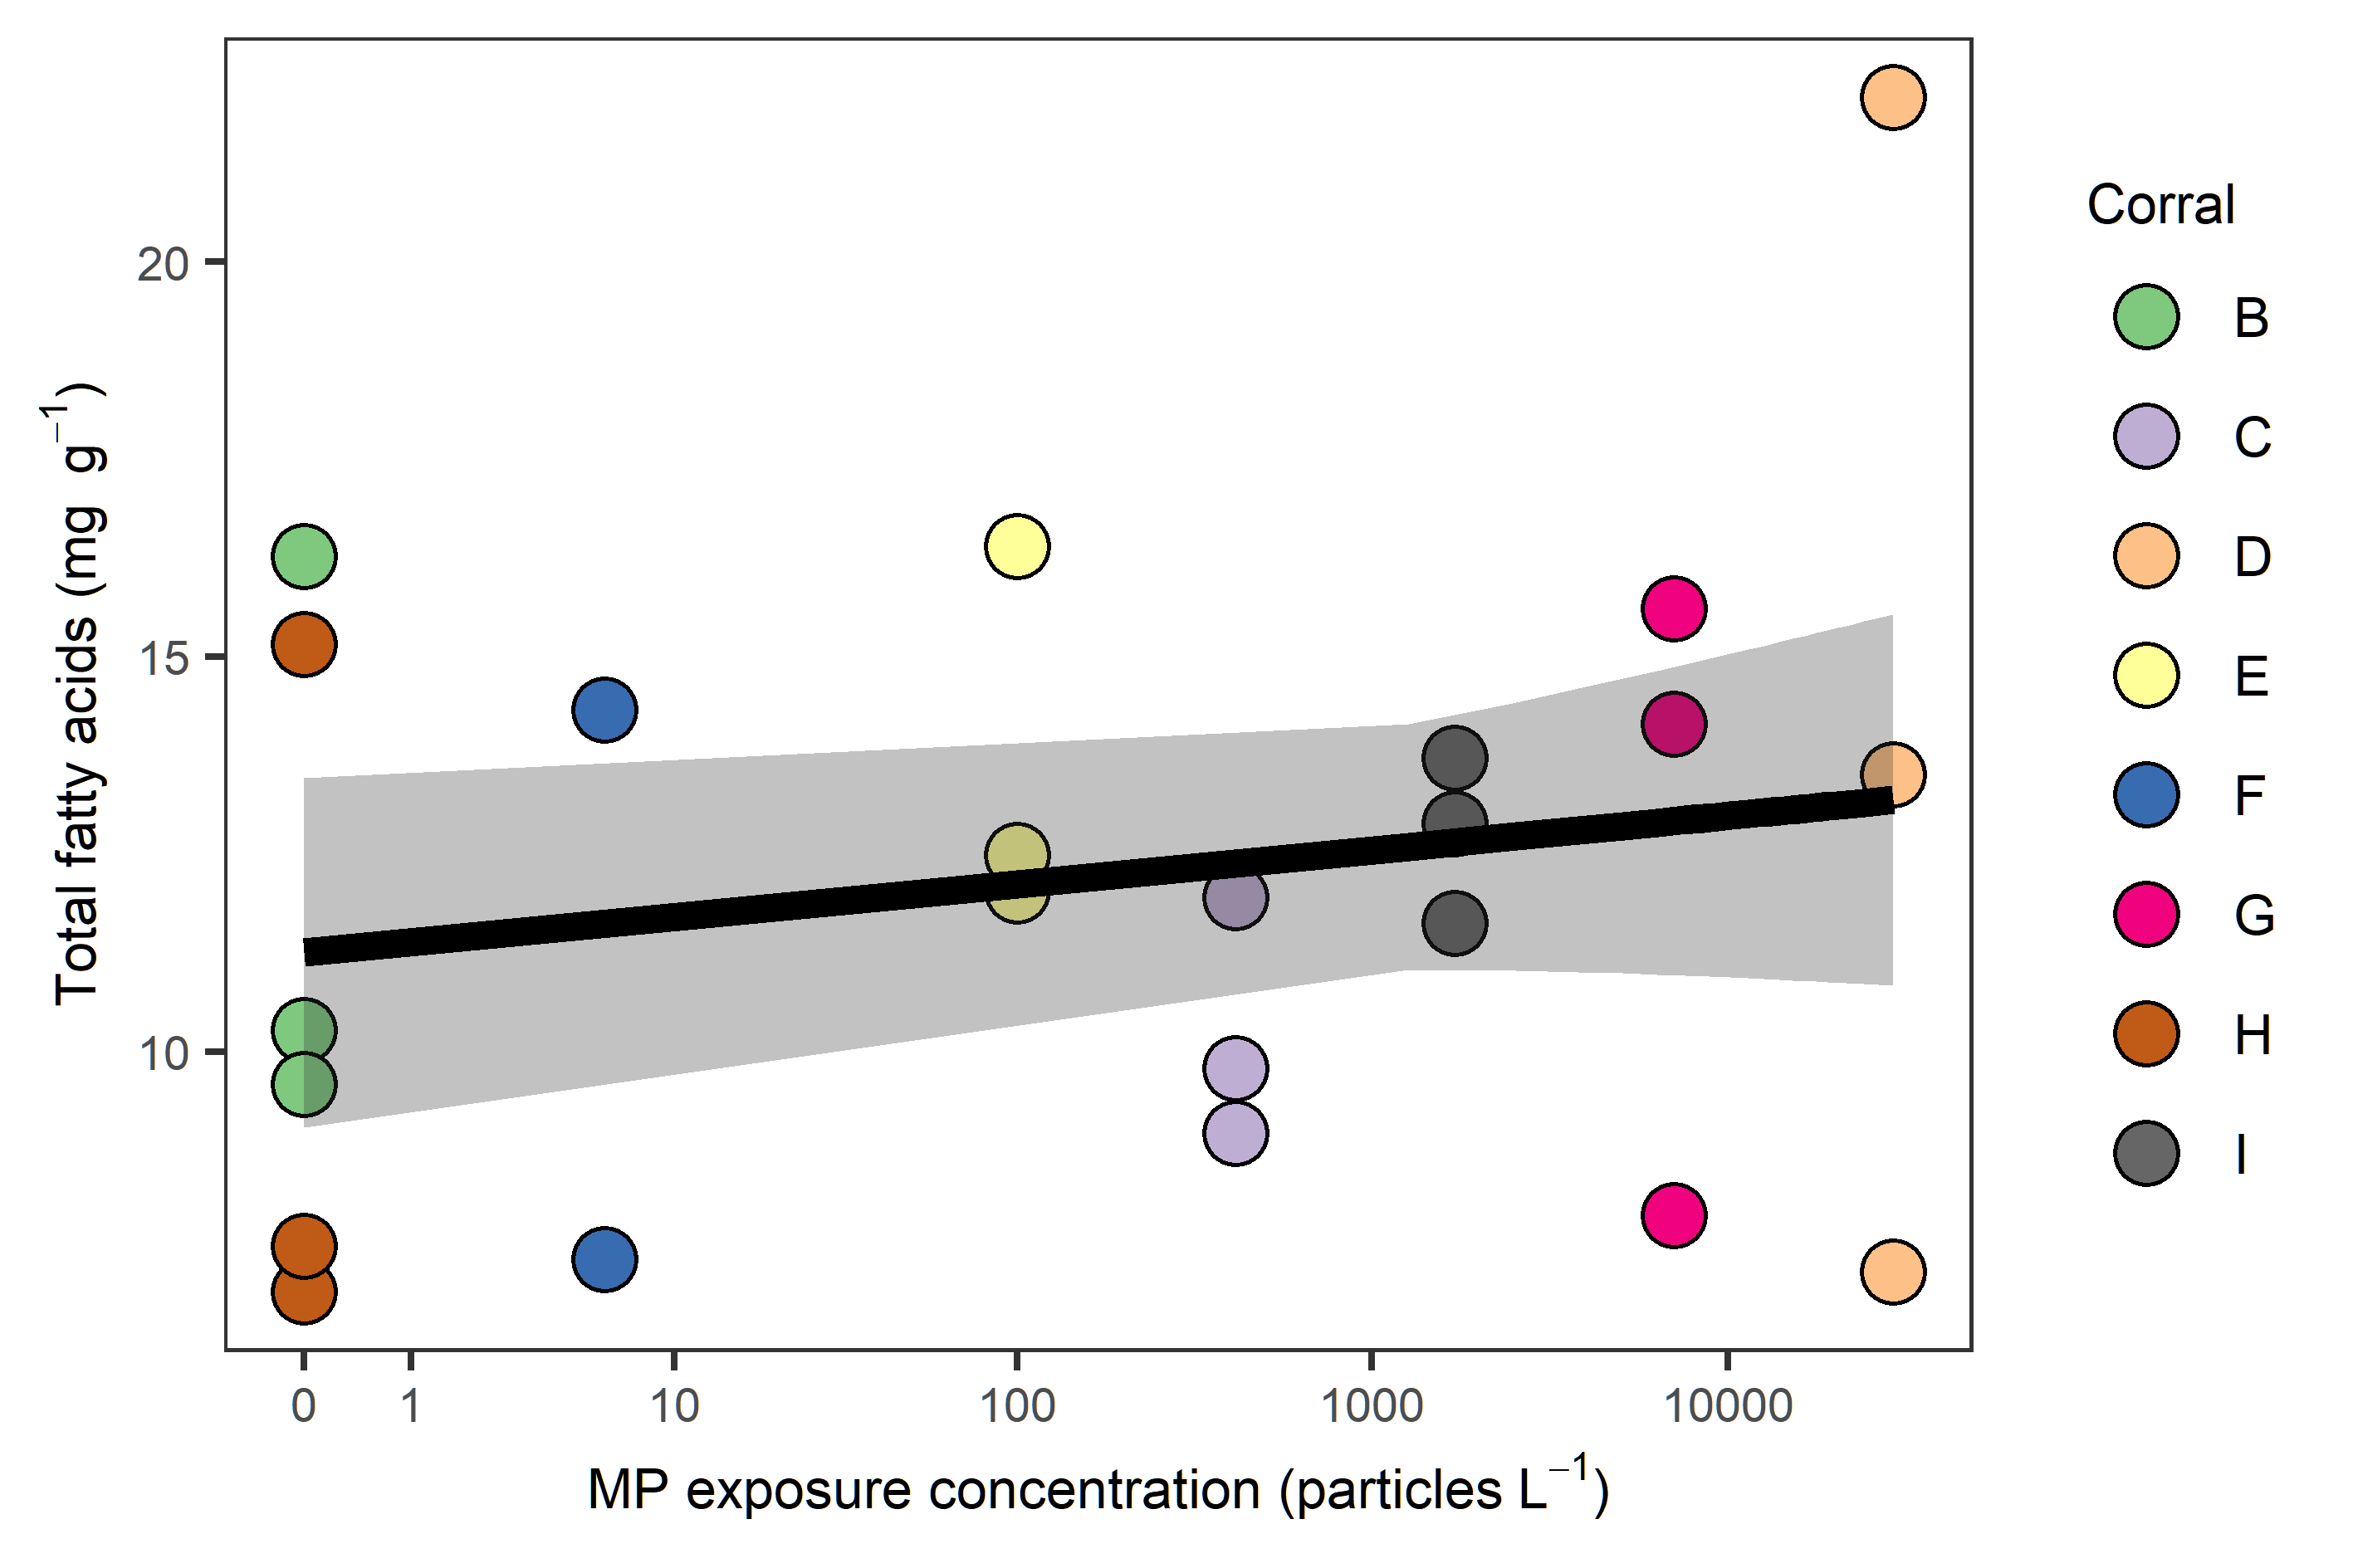 Total fatty acids (mg g⁻¹)
20
15
10
0 1 10 100 1000 10000
MP exposure concentration (particles L⁻¹)
Corral
B
C
D
E
F
G
H
I